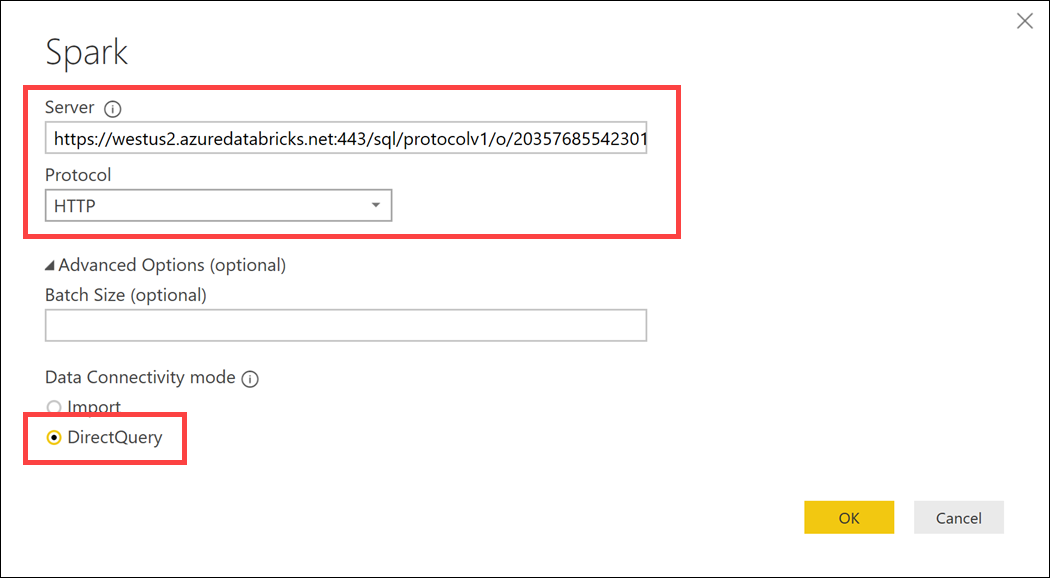 Spark
Server
https://westus2.azuredatabricks.net:443/sql/protocolv1/o/20357685542301
Protocol
HTTP
Advanced Options (optional)
Batch Size (optional)
Data Connectivity mode
Import
DirectQuery
OK Cancel